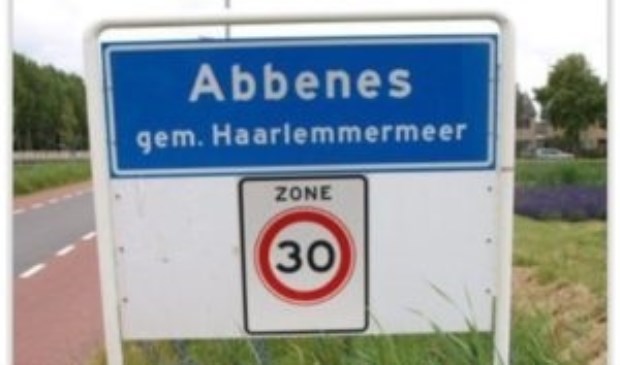 Abbenes
gem. Haarlemmermeer
ZONE
30